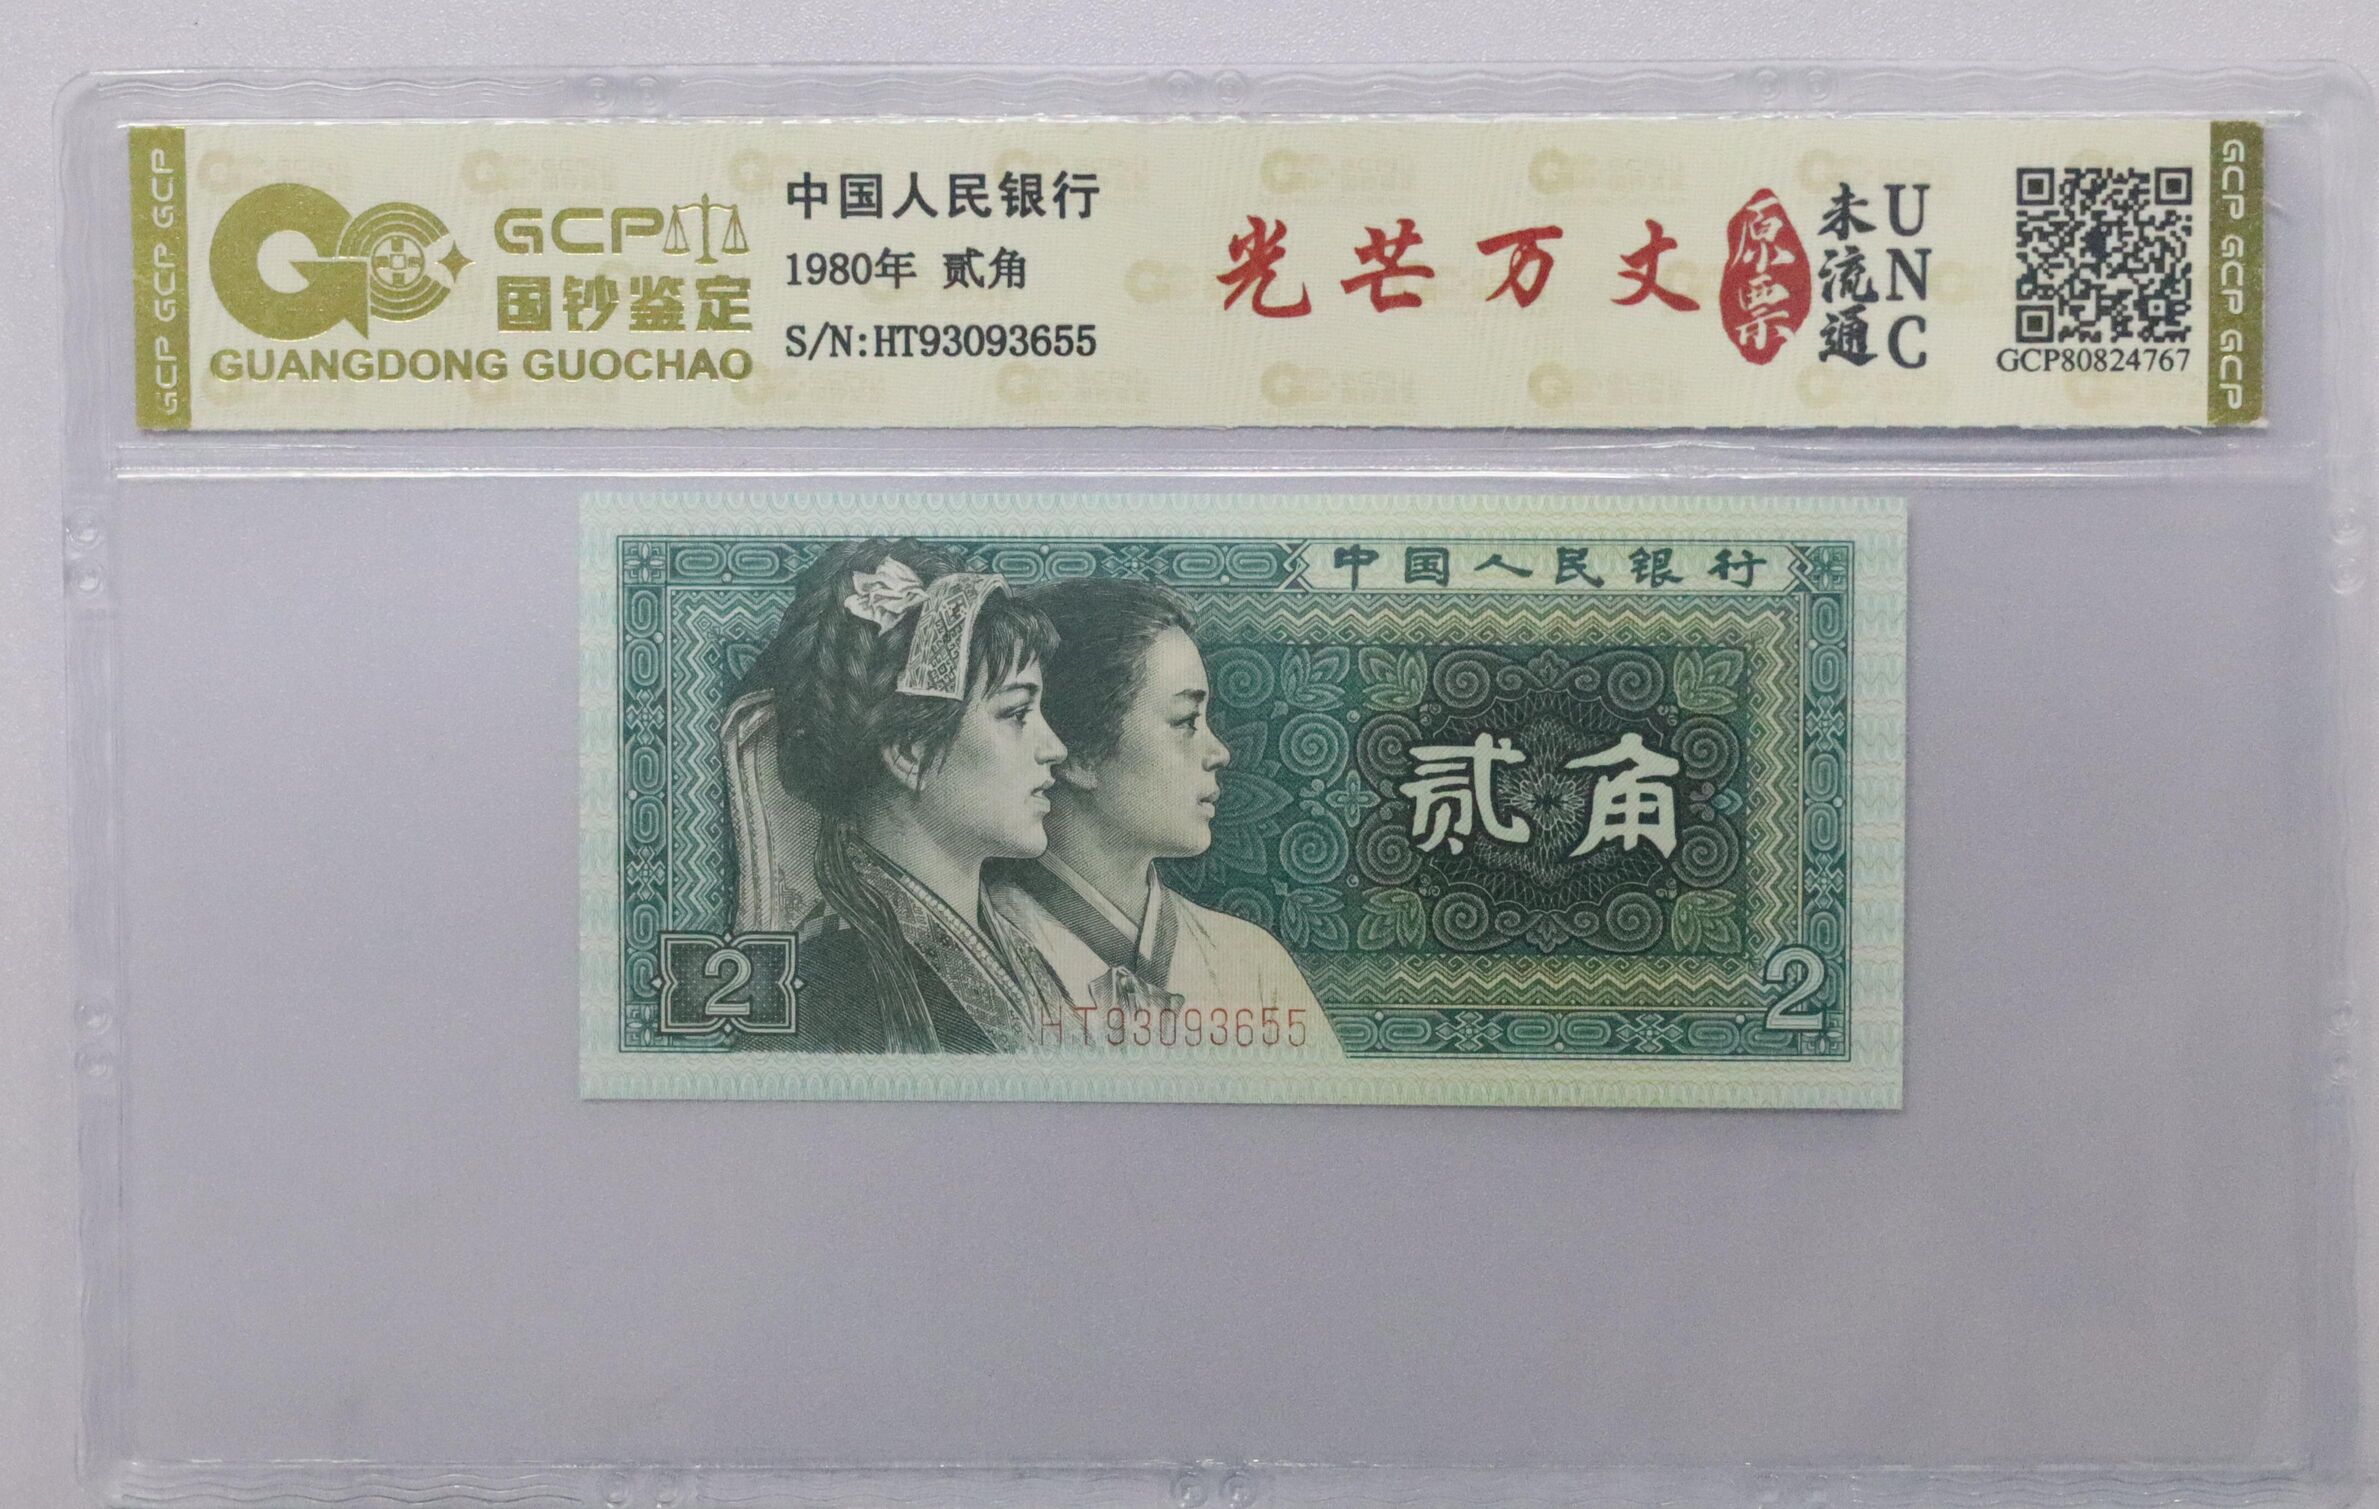 GCP GCP GCP
GCP
国钞鉴定
GUANGDONG GUOCHAO
中国人民银行
1980年 贰角
S/N:HT93093655
光芒万丈
原票
未流通
UNC
GCP80824767
GCP GCP GCP
中国人民银行
贰角
2
HT93093655
2